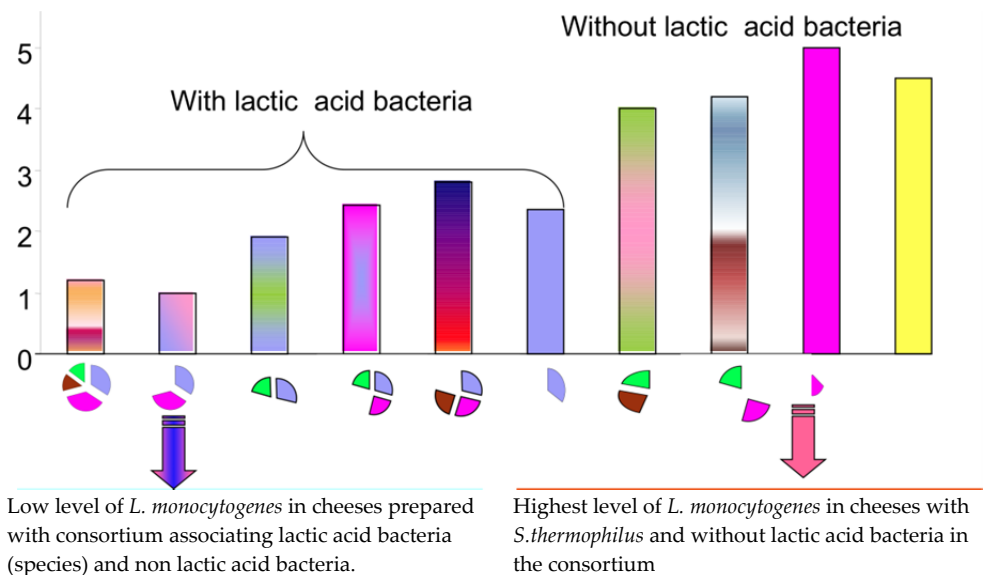 Without lactic acid bacteria
With lactic acid bacteria
5
4
3
2
1
0
Low level of L. monocytogenes in cheeses prepared
with consortium associating lactic acid bacteria
(species) and non lactic acid bacteria.
Highest level of L. monocytogenes in cheeses with
S.thermophilus and without lactic acid bacteria in
the consortium